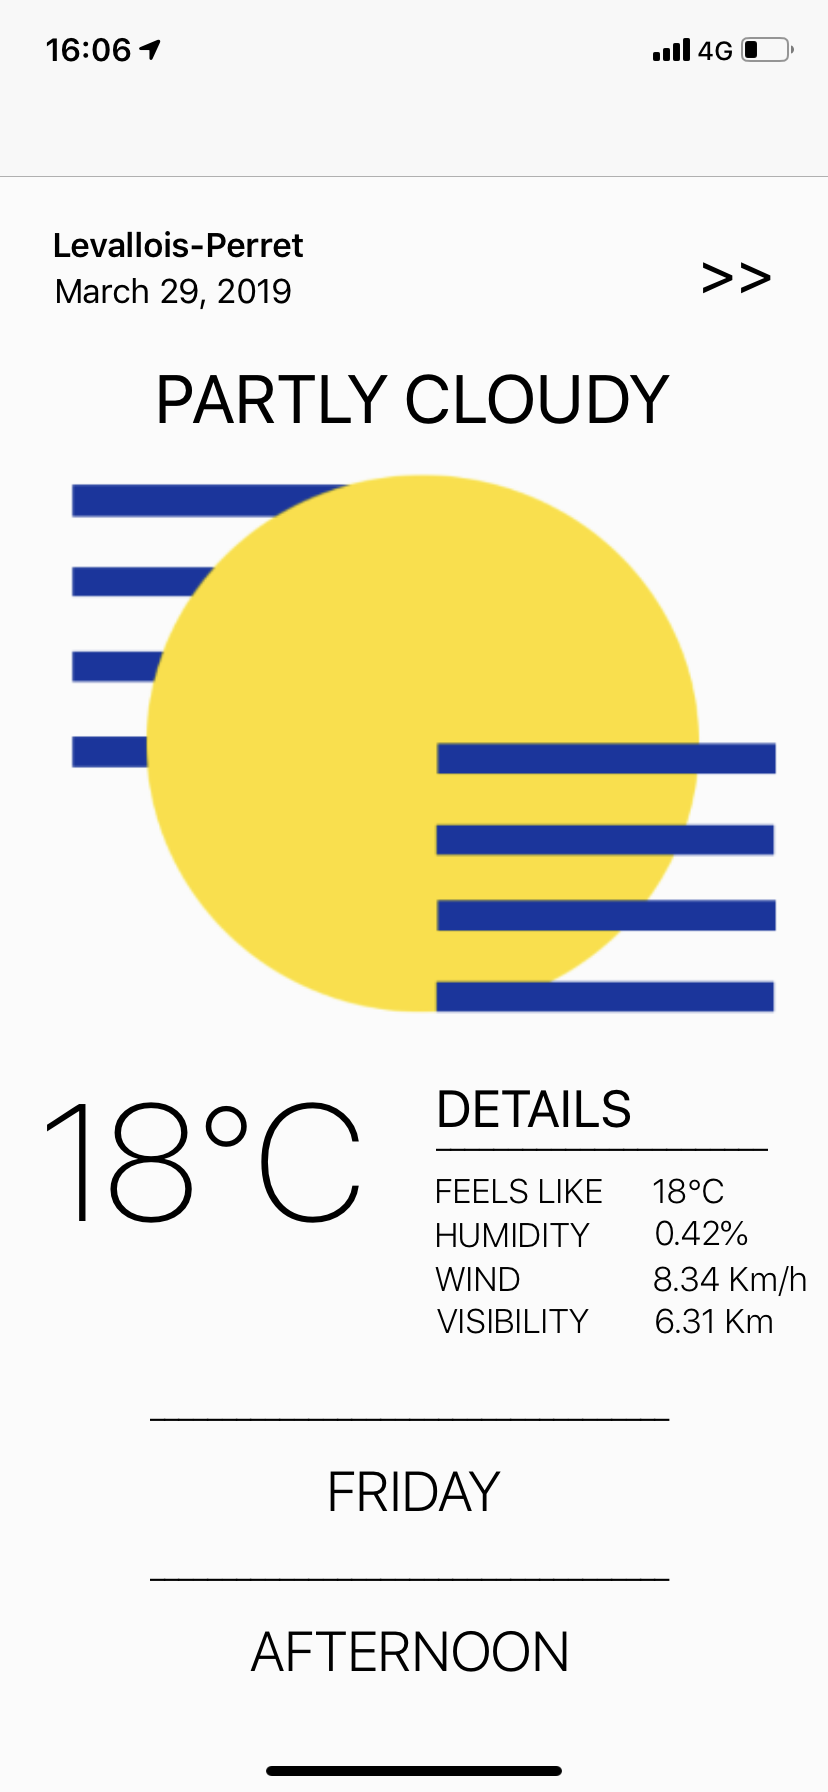 16:06 4G
Levallois-Perret
March 29, 2019
>>
PARTLY CLOUDY
18°C
DETAILS
FEELS LIKE 18°C
HUMIDITY 0.42%
WIND 8.34 Km/h
VISIBILITY 6.31 Km
FRIDAY
AFTERNOON